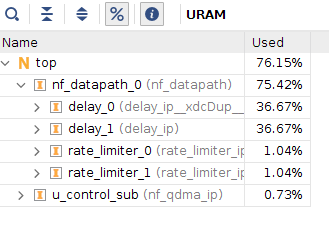 URAM
Name Used
N top 76.15%
nf_datapath_0 (nf_datapath) 75.42%
delay_0 (delay_ip__xdcDup__ 36.67%
delay_1 (delay_ip) 36.67%
rate_limiter_0 (rate_limiter_ip 1.04%
rate_limiter_1 (rate_limiter_ip 1.04%
u_control_sub (nf_qdma_ip) 0.73%